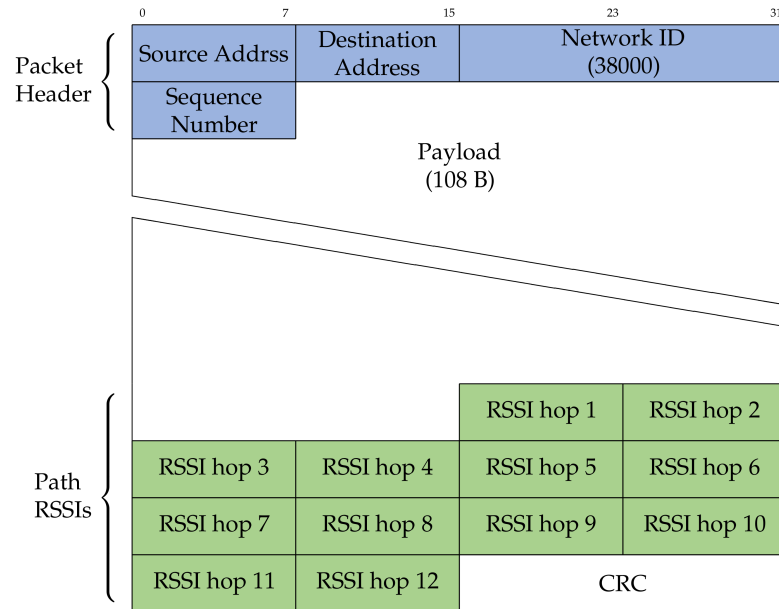 0 7 15 23 31
Packet
Header
Source Addrss
Destination
Address
Network ID
(38000)
Sequence
Number
Payload
(108 B)
Path
RSSIs
RSSI hop 1
RSSI hop 2
RSSI hop 3
RSSI hop 4
RSSI hop 5
RSSI hop 6
RSSI hop 7
RSSI hop 8
RSSI hop 9
RSSI hop 10
RSSI hop 11
RSSI hop 12
CRC